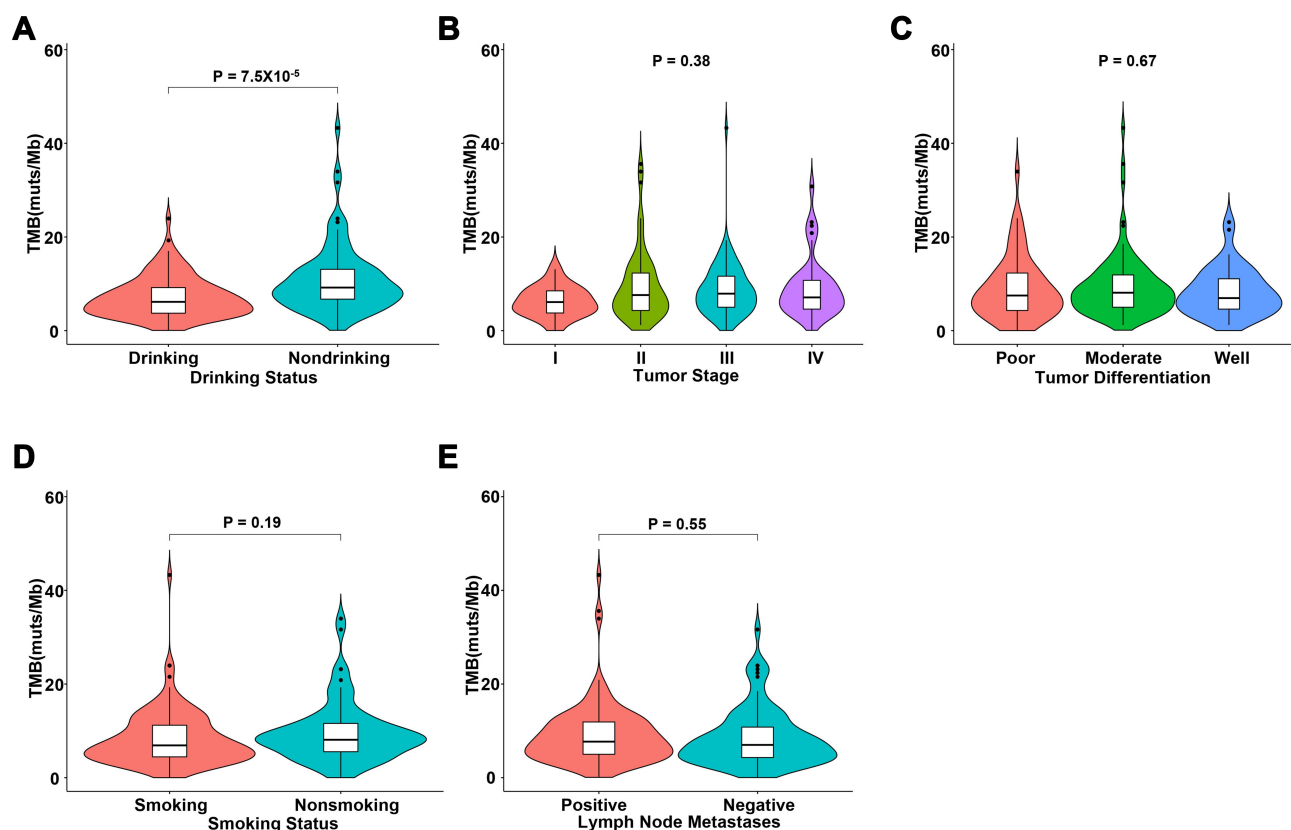 A
60
40
20
0
TMB(muts/Mb)
P = 7.5X10⁻⁵
Drinking Nondrinking
Drinking Status
B
60
40
20
0
TMB(muts/Mb)
P = 0.38
I II III IV
Tumor Stage
C
60
40
20
0
TMB(muts/Mb)
P = 0.67
Poor Moderate Well
Tumor Differentiation
D
60
40
20
0
TMB(muts/Mb)
P = 0.19
Smoking Nonsmoking
Smoking Status
E
60
40
20
0
TMB(muts/Mb)
P = 0.55
Positive Negative
Lymph Node Metastases